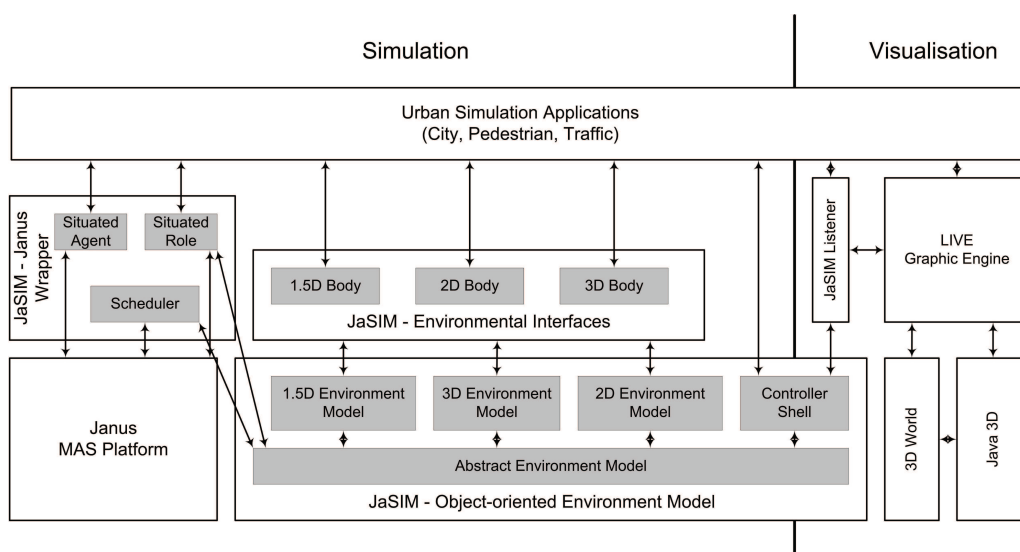 Simulation
Visualisation
Urban Simulation Applications
(City, Pedestrian, Traffic)
JaSIM - Janus
Wrapper
Situated
Agent
Situated
Role
Scheduler
1.5D Body
2D Body
3D Body
JaSIM - Environmental Interfaces
JaSIM Listener
LIVE
Graphic Engine
Janus
MAS Platform
1.5D Environment
Model
3D Environment
Model
2D Environment
Model
Controller
Shell
Abstract Environment Model
JaSIM - Object-oriented Environment Model
3D World
Java 3D